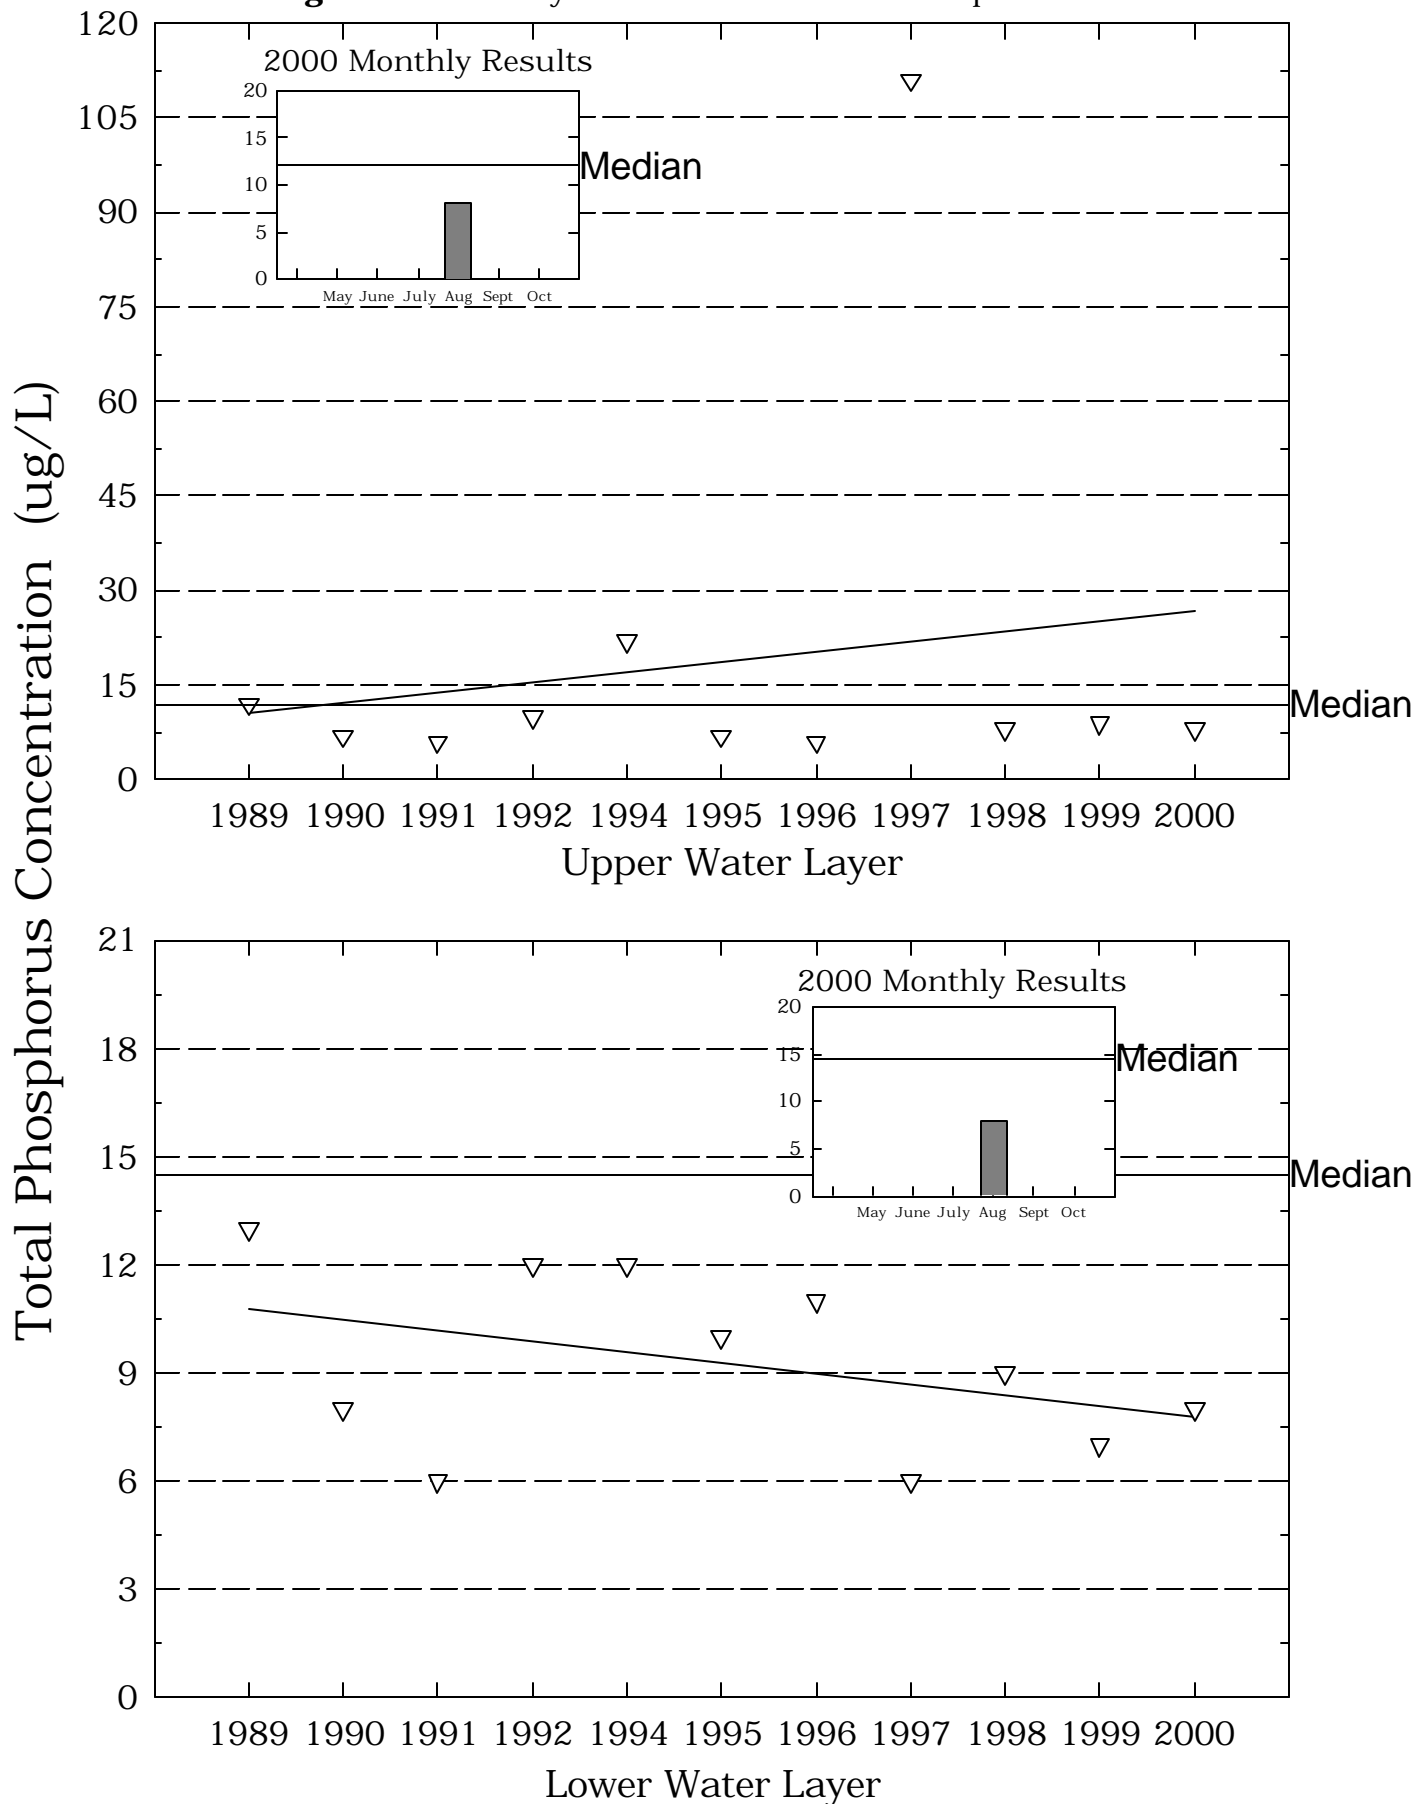 120
2000 Monthly Results
20
105
15
Median
10
90
5
0
May June July Aug Sept Oct
75
60
45
30
15
Median
0
1989 1990 1991 1992 1994 1995 1996 1997 1998 1999 2000
Upper Water Layer
Total Phosphorus Concentration (ug/L)
21
2000 Monthly Results
20
18
15
Median
10
15
5
Median
0
May June July Aug Sept Oct
12
9
6
3
0
1989 1990 1991 1992 1994 1995 1996 1997 1998 1999 2000
Lower Water Layer